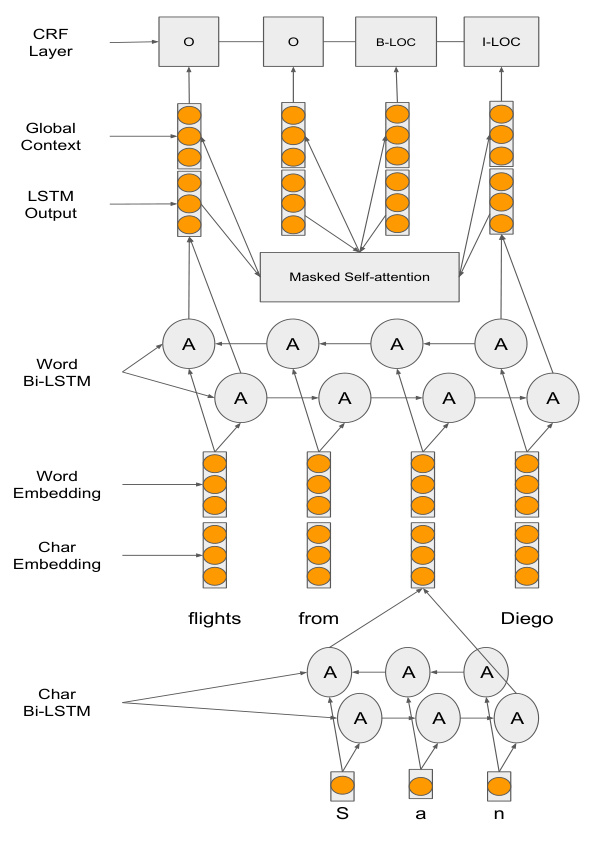 CRF
Layer
O
O
B-LOC
I-LOC
Global
Context
LSTM
Output
Masked Self-attention
Word
Bi-LSTM
A
A
A
A
A
A
A
A
Word
Embedding
Char
Embedding
flights
from
Diego
Char
Bi-LSTM
A
A
A
A
A
A
S
a
n